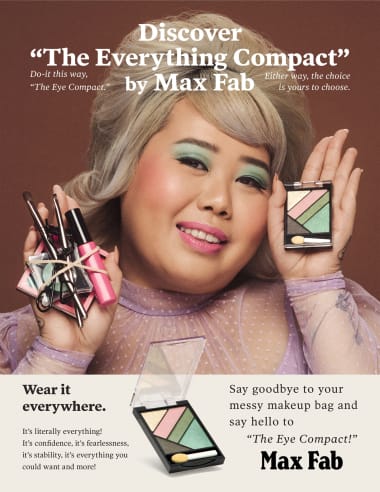 Discover
“The Everything Compact”
by Max Fab
Do-it this way,
“The Eye Compact.”
Either way, the choice
is yours to choose.
Wear it
everywhere.
It's literally everything!
It's confidence, it's fearlessness,
it's stability, it's everything you
could want and more!
Say goodbye to your
messy makeup bag and
say hello to
“The Eye Compact!”
Max Fab